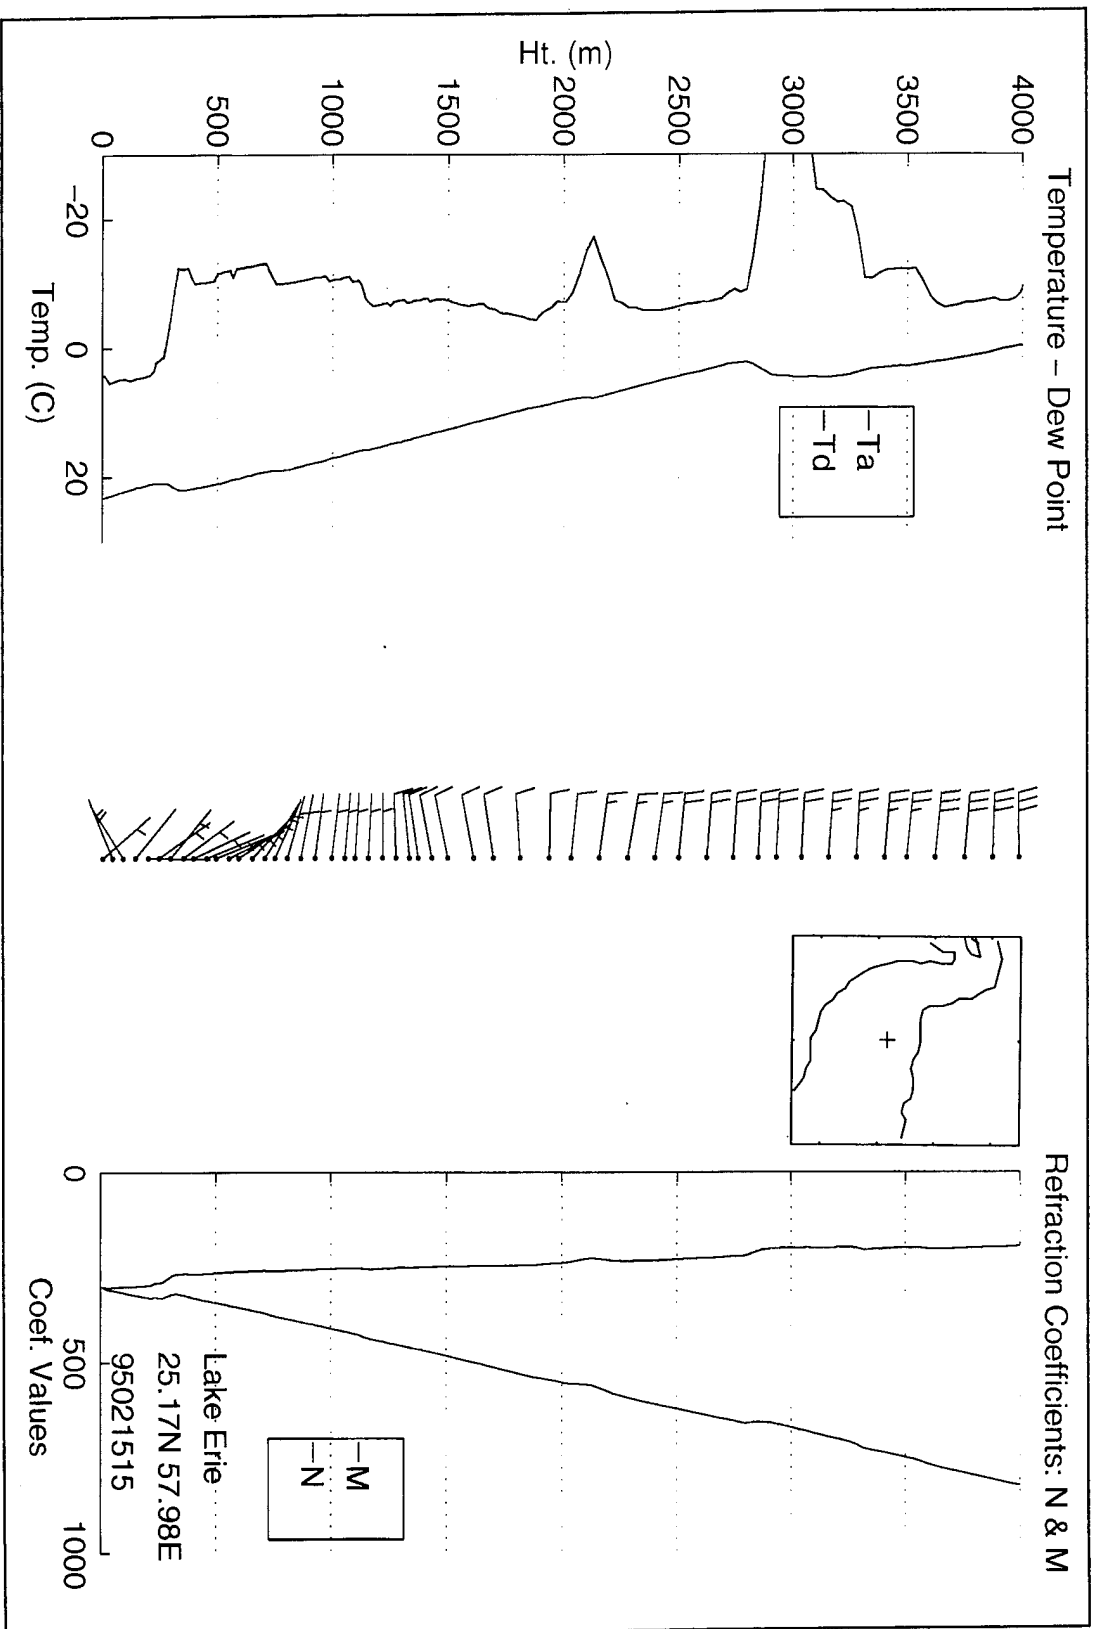 Temperature – Dew Point
Ht. (m)
4000
3500
3000
2500
2000
1500
1000
500
0
−20
0
20
Temp. (C)
–Ta
–Td
Refraction Coefficients: N & M
–M
–N
Lake Erie
25.17N 57.98E
95021515
0
500
1000
Coef. Values